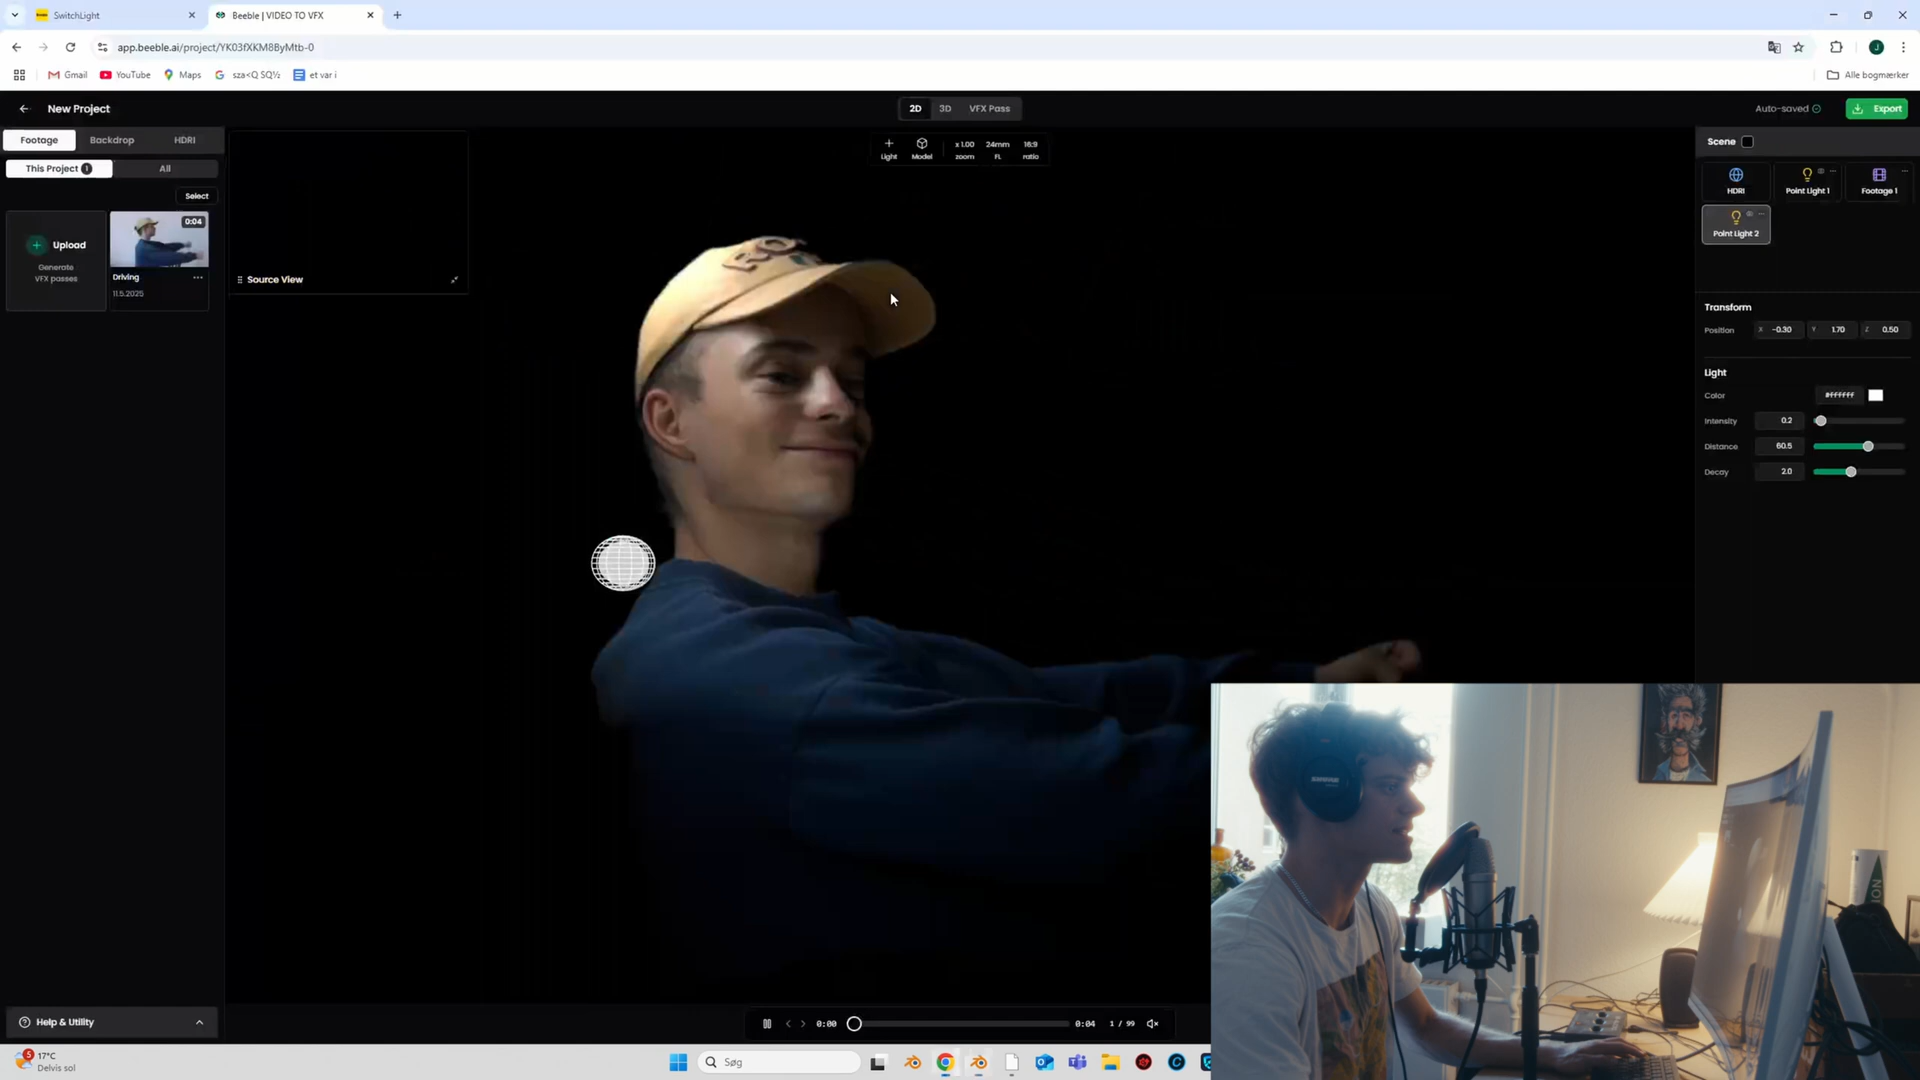 SwitchLight
Beeble | VIDEO TO VFX
app.beeble.ai/project/YK03fXKM8ByMtb-0
Gmail
YouTube
Maps
sza<Q SQ½
et var i
Alle bogmærker
New Project
2D
3D
VFX Pass
Auto-saved
Export
Footage
Backdrop
HDRI
This Project 1
All
Select
Upload
Generate
VFX passes
0:04
Driving
11.5.2025
Source View
Light
Model
x 1.00
zoom
24mm
FL
16:9
ratio
Scene
HDRI
Point Light 1
Footage 1
Point Light 2
Transform
Position
X -0.30
Y 1.70
Z 0.50
Light
Color
#ffffff
Intensity
0.2
Distance
60.5
Decay
2.0
0:00
0:04
1 / 99
Help & Utility
5
17°C
Delvis sol
Søg